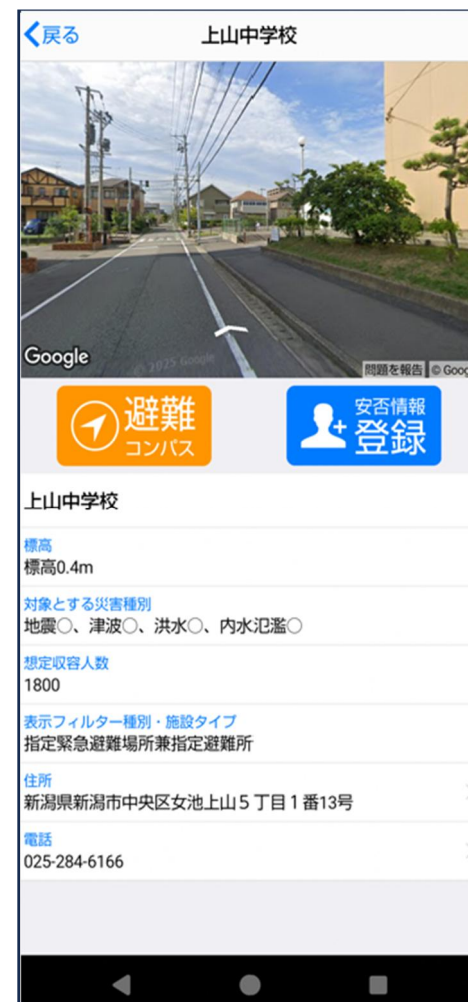 戻る
上山中学校
Google
© 2025 Google
問題を報告
© Goog
避難
コンパス
安否情報
登録
上山中学校
標高
標高0.4m
対象とする災害種別
地震○、津波○、洪水○、内水氾濫○
想定収容人数
1800
表示フィルター種別・施設タイプ
指定緊急避難場所兼指定避難所
住所
新潟県新潟市中央区女池上山５丁目１番13号
電話
025-284-6166